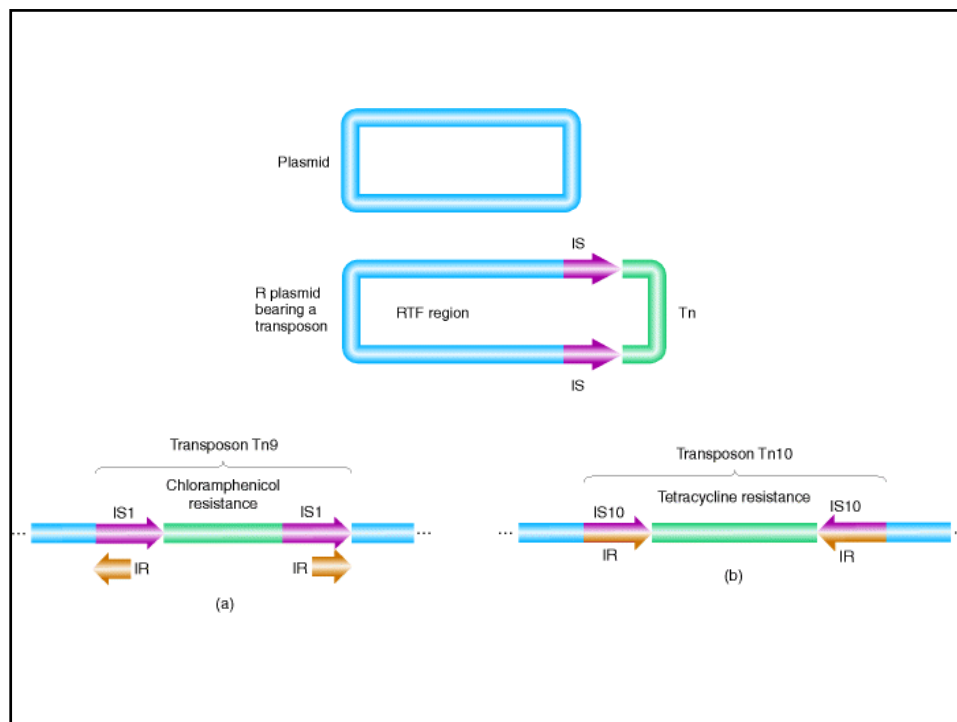 Plasmid
IS
R plasmid
bearing a
transposon
RTF region
Tn
IS
Transposon Tn9
Chloramphenicol
resistance
IS1
IS1
...
...
IR
IR
(a)
Transposon Tn10
Tetracycline resistance
IS10
IS10
...
...
IR
IR
(b)